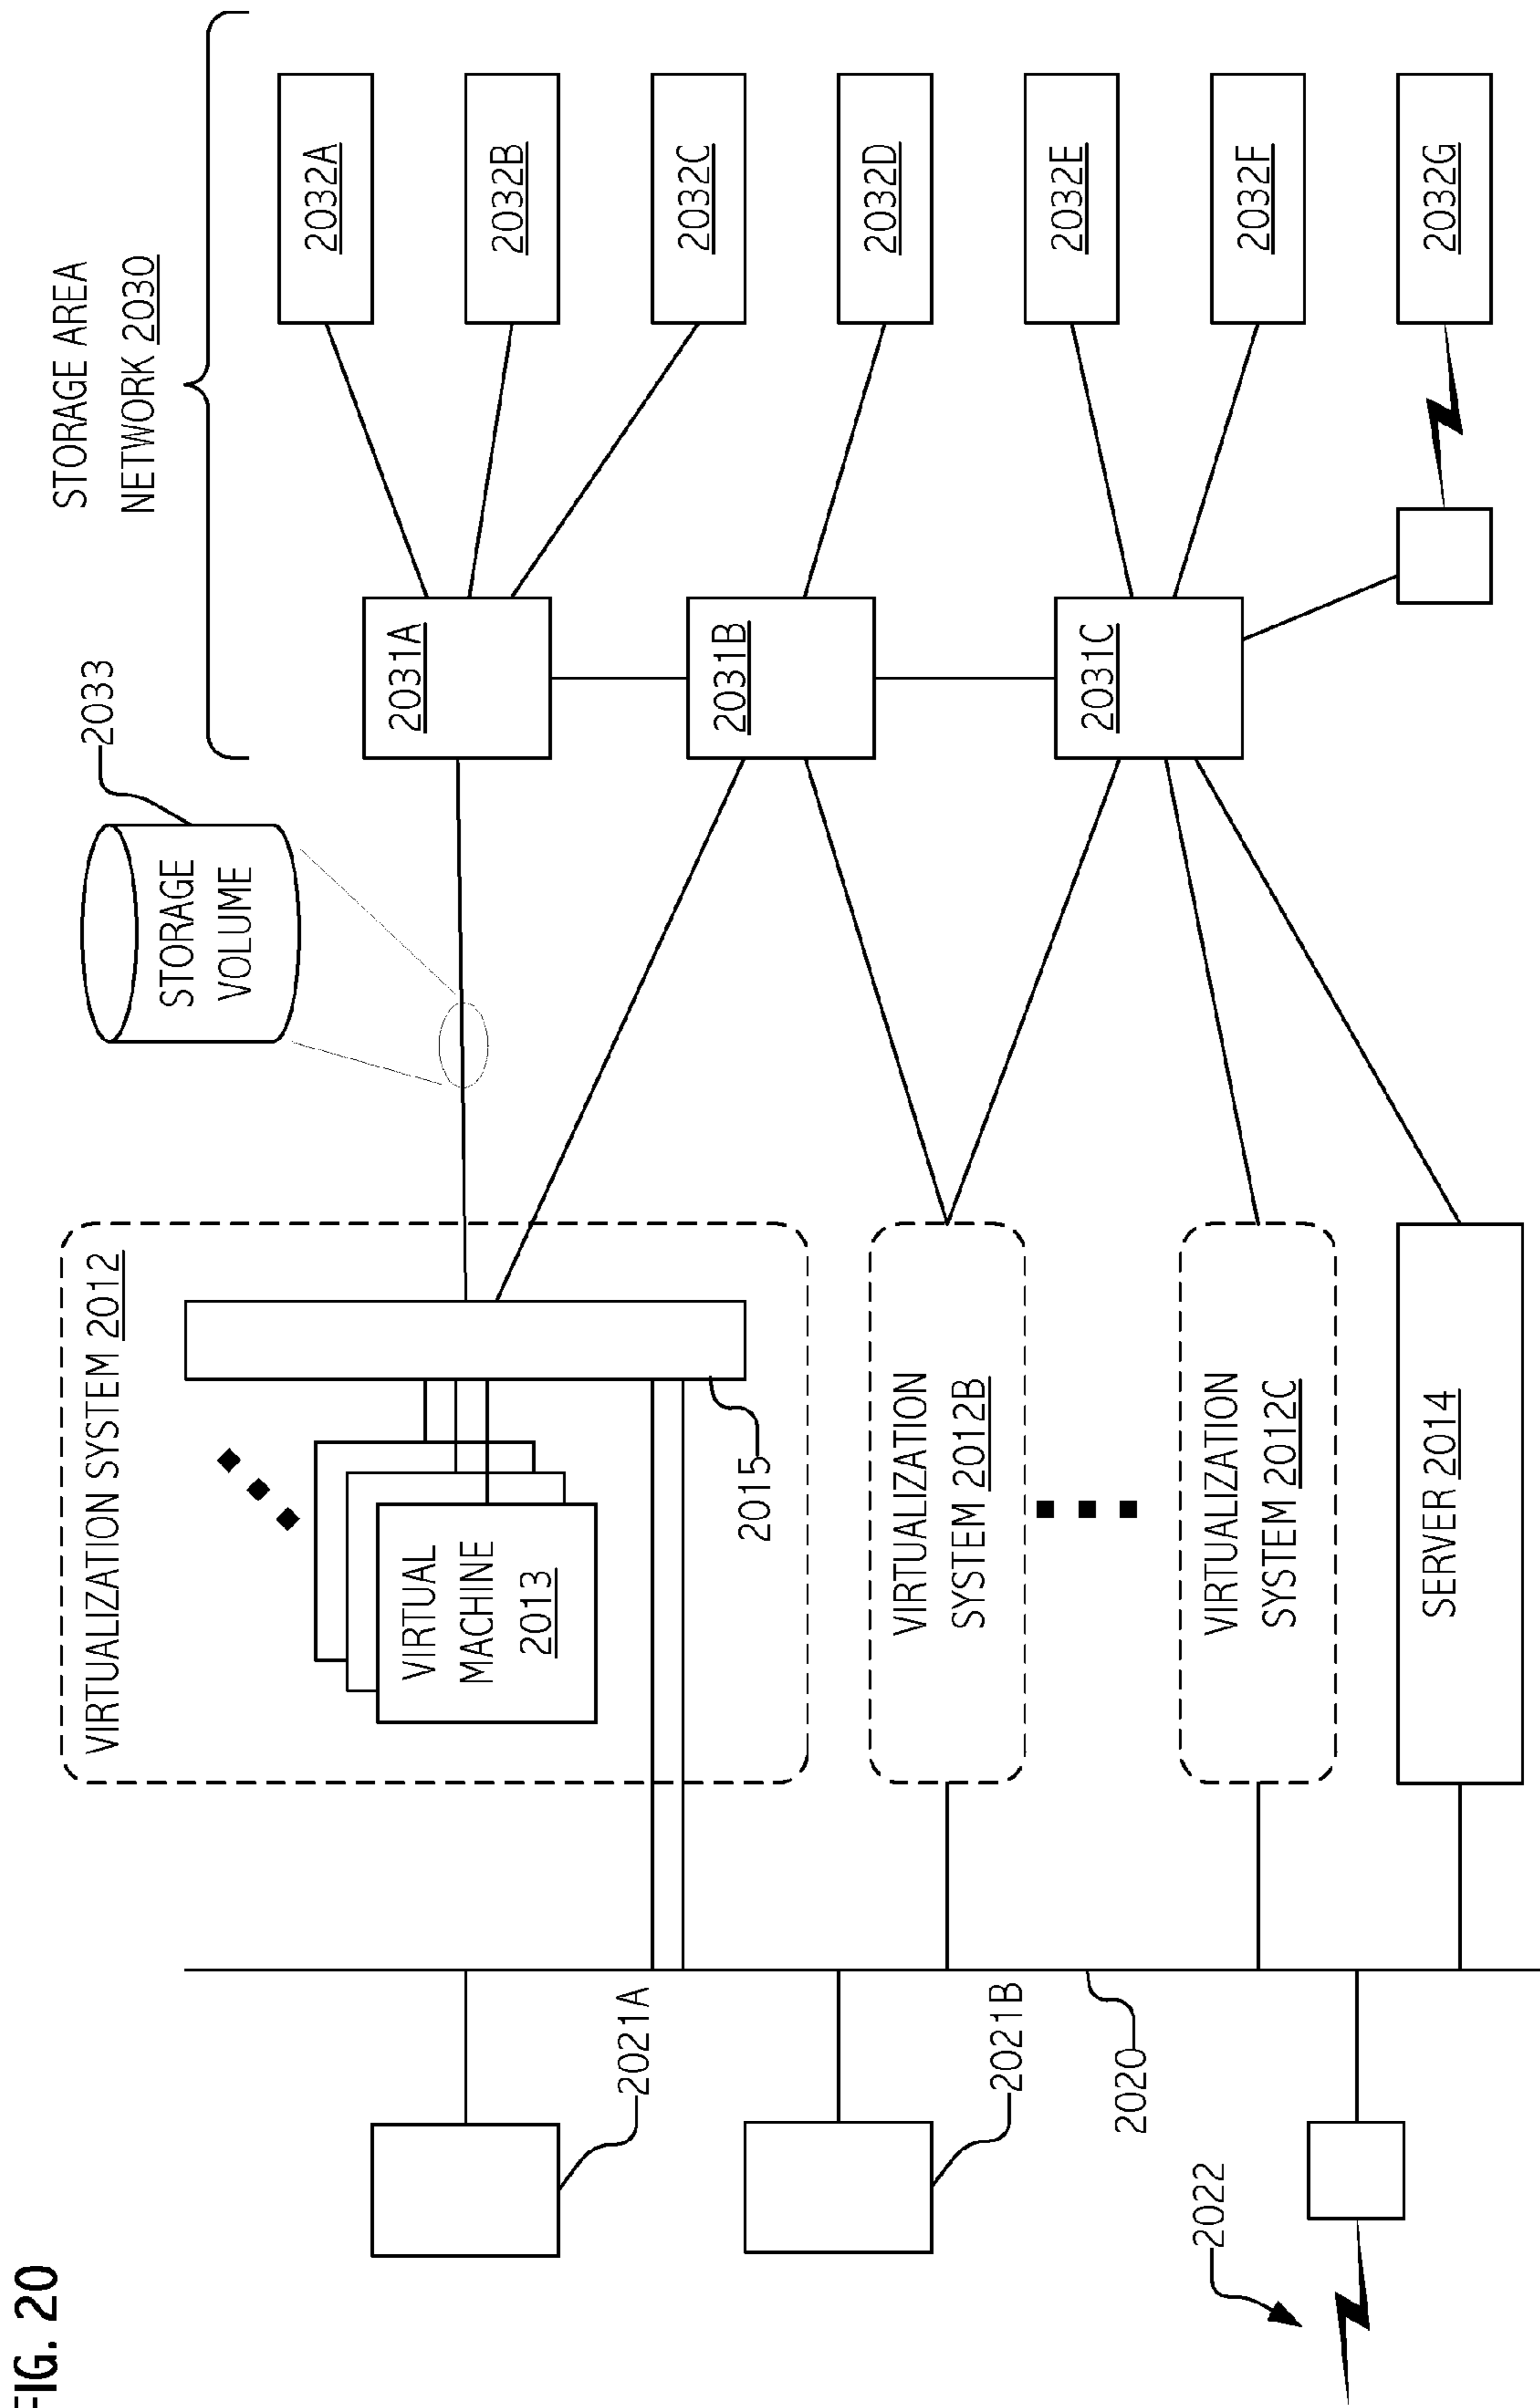 FIG. 20
VIRTUALIZATION SYSTEM 2012
VIRTUAL
MACHINE
2013
2015
VIRTUALIZATION
SYSTEM 2012B
VIRTUALIZATION
SYSTEM 2012C
SERVER 2014
2021A
2021B
2020
2022
STORAGE
VOLUME
2033
STORAGE AREA
NETWORK 2030
2031A
2031B
2031C
2032A
2032B
2032C
2032D
2032E
2032F
2032G